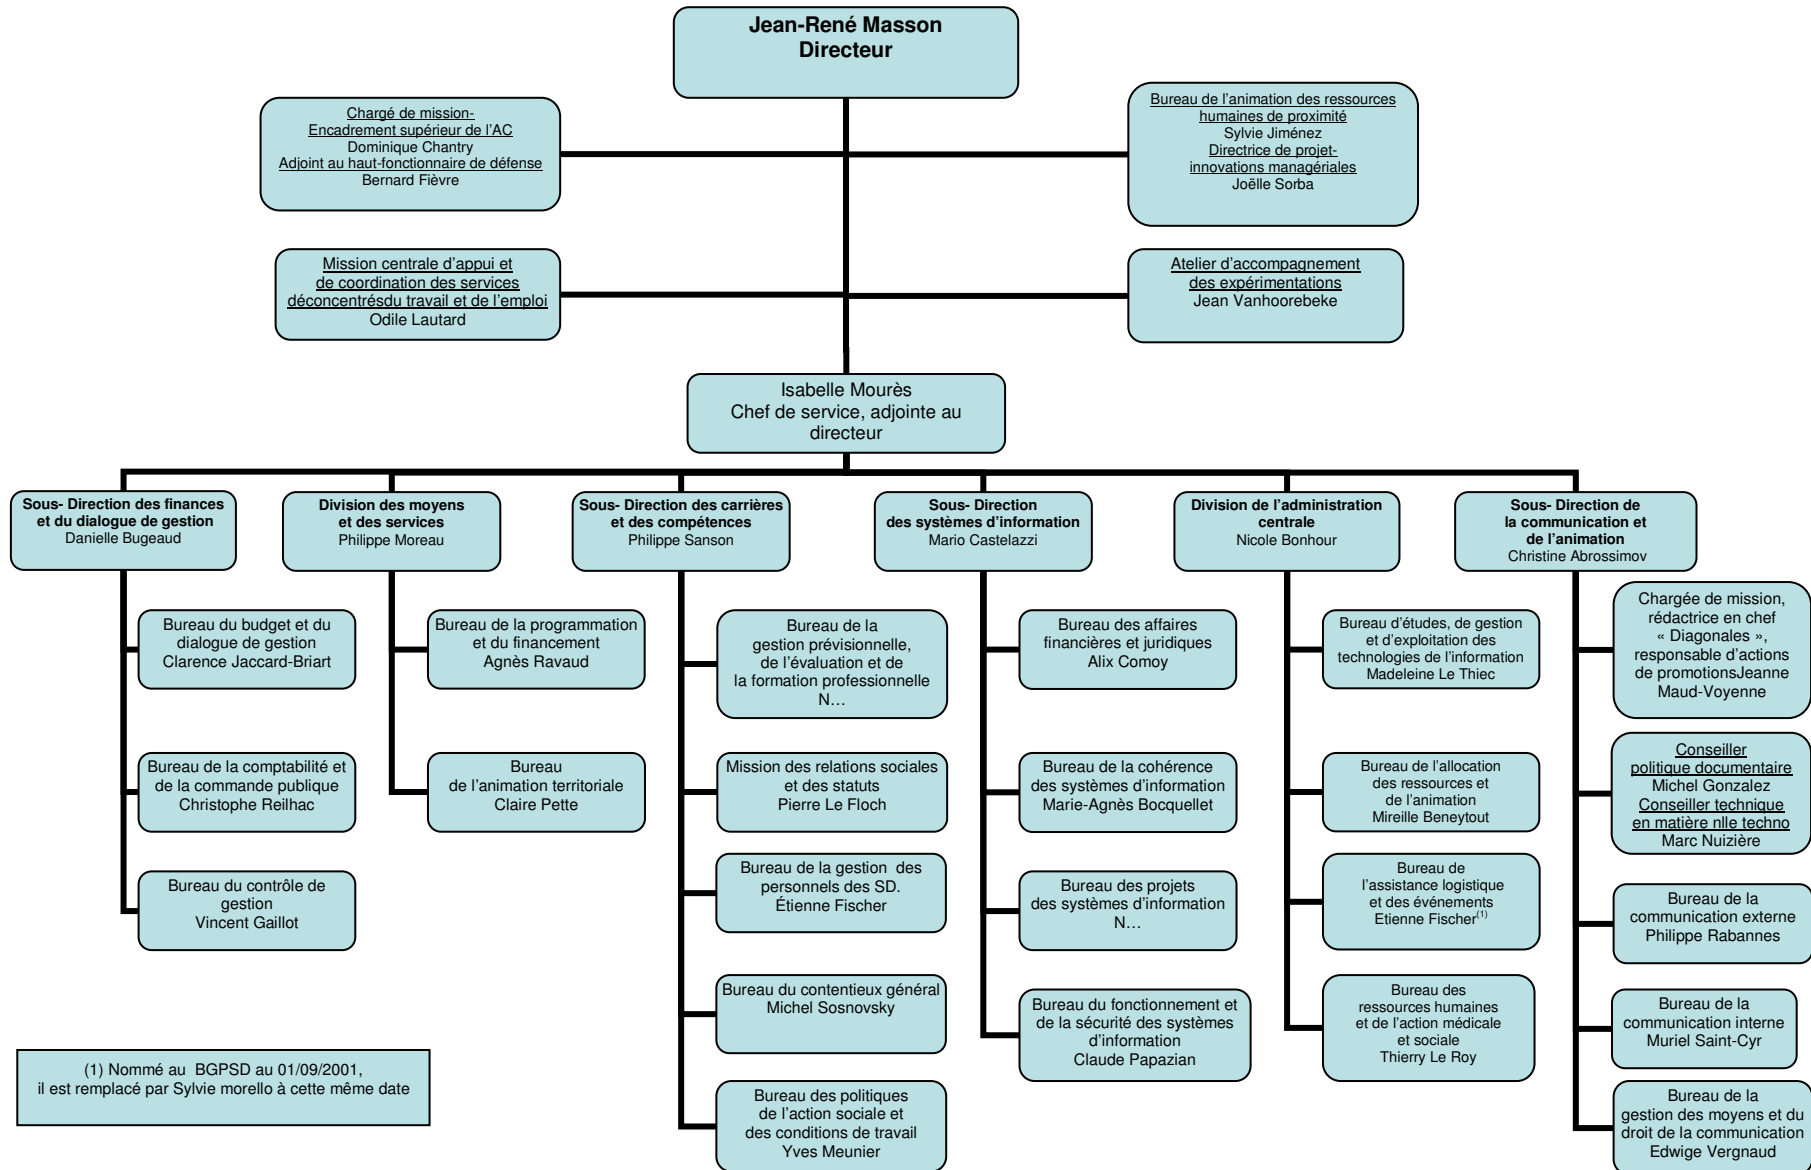 Jean-René Masson
Directeur
Chargé de mission-
Encadrement supérieur de l'AC
Dominique Chantry
Adjoint au haut-fonctionnaire de défense
Bernard Fièvre
Bureau de l'animation des ressources
humaines de proximité
Sylvie Jiménez
Directrice de projet-
innovations managériales
Joëlle Sorba
Mission centrale d'appui et
de coordination des services
déconcentrésdu travail et de l'emploi
Odile Lautard
Atelier d'accompagnement
des expérimentations
Jean Vanhoorebeke
Isabelle Mourès
Chef de service, adjointe au
directeur
Sous- Direction des finances
et du dialogue de gestion
Danielle Bugeaud
Division des moyens
et des services
Philippe Moreau
Sous- Direction des carrières
et des compétences
Philippe Sanson
Sous- Direction
des systèmes d'information
Mario Castelazzi
Division de l'administration
centrale
Nicole Bonhour
Sous- Direction de
la communication et
de l'animation
Christine Abrossimov
Bureau du budget et du
dialogue de gestion
Clarence Jaccard-Briart
Bureau de la comptabilité et
de la commande publique
Christophe Reilhac
Bureau du contrôle de
gestion
Vincent Gaillot
Bureau de la programmation
et du financement
Agnès Ravaud
Bureau
de l'animation territoriale
Claire Pette
Bureau de la
gestion prévisionnelle,
de l'évaluation et de
la formation professionnelle
N…
Mission des relations sociales
et des statuts
Pierre Le Floch
Bureau de la gestion  des
personnels des SD.
Étienne Fischer
Bureau du contentieux général
Michel Sosnovsky
Bureau des politiques
de l'action sociale et
des conditions de travail
Yves Meunier
Bureau des affaires
financières et juridiques
Alix Comoy
Bureau de la cohérence
des systèmes d'information
Marie-Agnès Bocquellet
Bureau des projets
des systèmes d'information
N…
Bureau du fonctionnement et
de la sécurité des systèmes
d'information
Claude Papazian
Bureau d'études, de gestion
et d'exploitation des
technologies de l'information
Madeleine Le Thiec
Bureau de l'allocation
des ressources et
de l'animation
Mireille Beneytout
Bureau de
l'assistance logistique
et des événements
Etienne Fischer(1)
Bureau des
ressources humaines
et de l'action médicale
et sociale
Thierry Le Roy
Chargée de mission,
rédactrice en chef
« Diagonales »,
responsable d'actions
de promotionsJeanne
Maud-Voyenne
Conseiller
politique documentaire
Michel Gonzalez
Conseiller technique
en matière nlle techno
Marc Nuizière
Bureau de la
communication externe
Philippe Rabannes
Bureau de la
communication interne
Muriel Saint-Cyr
Bureau de la
gestion des moyens et du
droit de la communication
Edwige Vergnaud
(1) Nommé au  BGPSD au 01/09/2001,
il est remplacé par Sylvie morello à cette même date